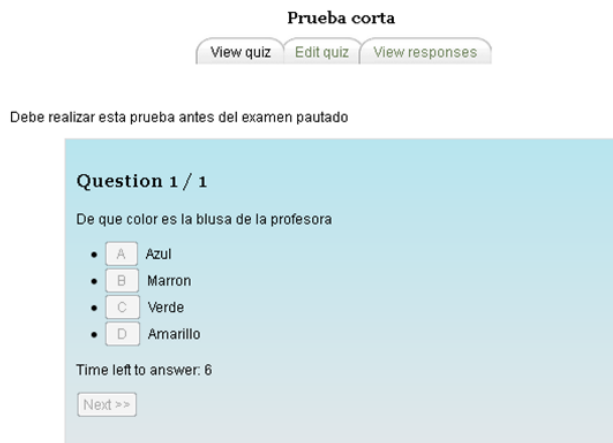 Prueba corta
View quiz Edit quiz View responses
Debe realizar esta prueba antes del examen pautado
Question 1 / 1
De que color es la blusa de la profesora
A Azul
B Marron
C Verde
D Amarillo
Time left to answer: 6
Next >>